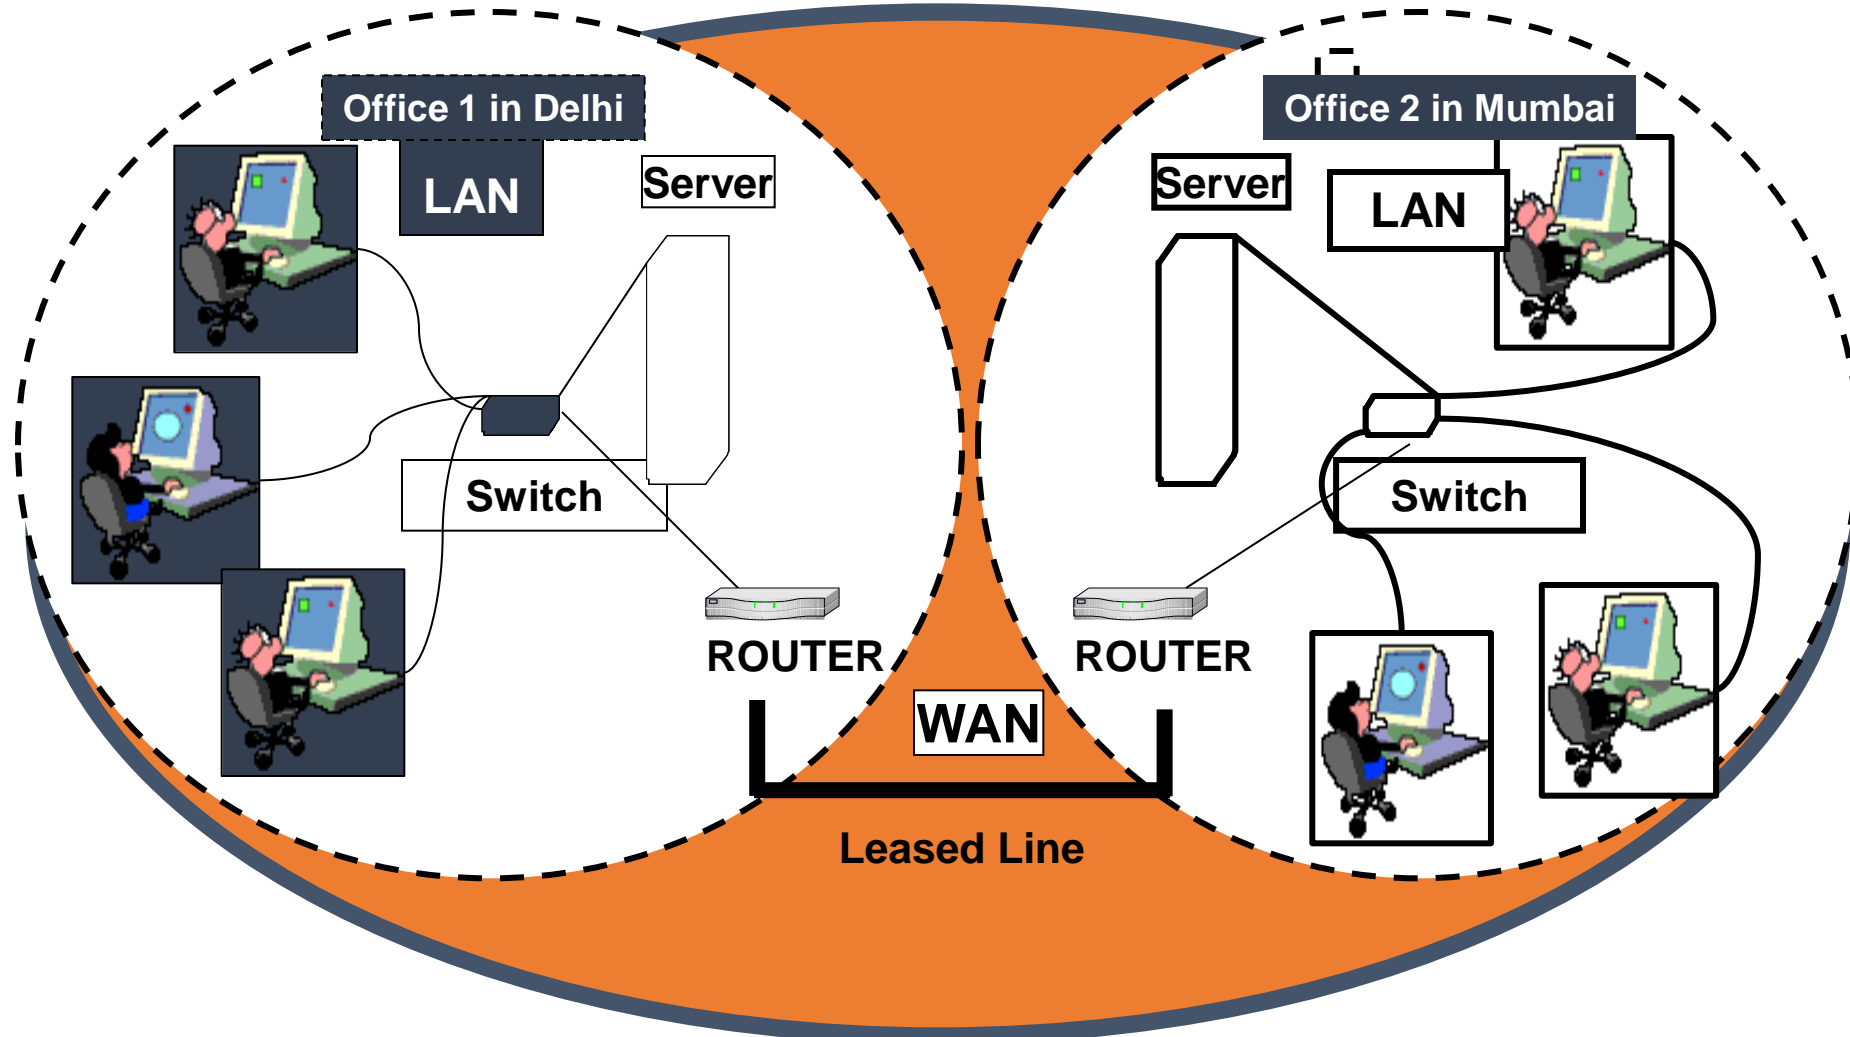 Office 1 in Delhi
LAN
Server
Switch
ROUTER
Office 2 in Mumbai
Server
LAN
Switch
ROUTER
WAN
Leased Line